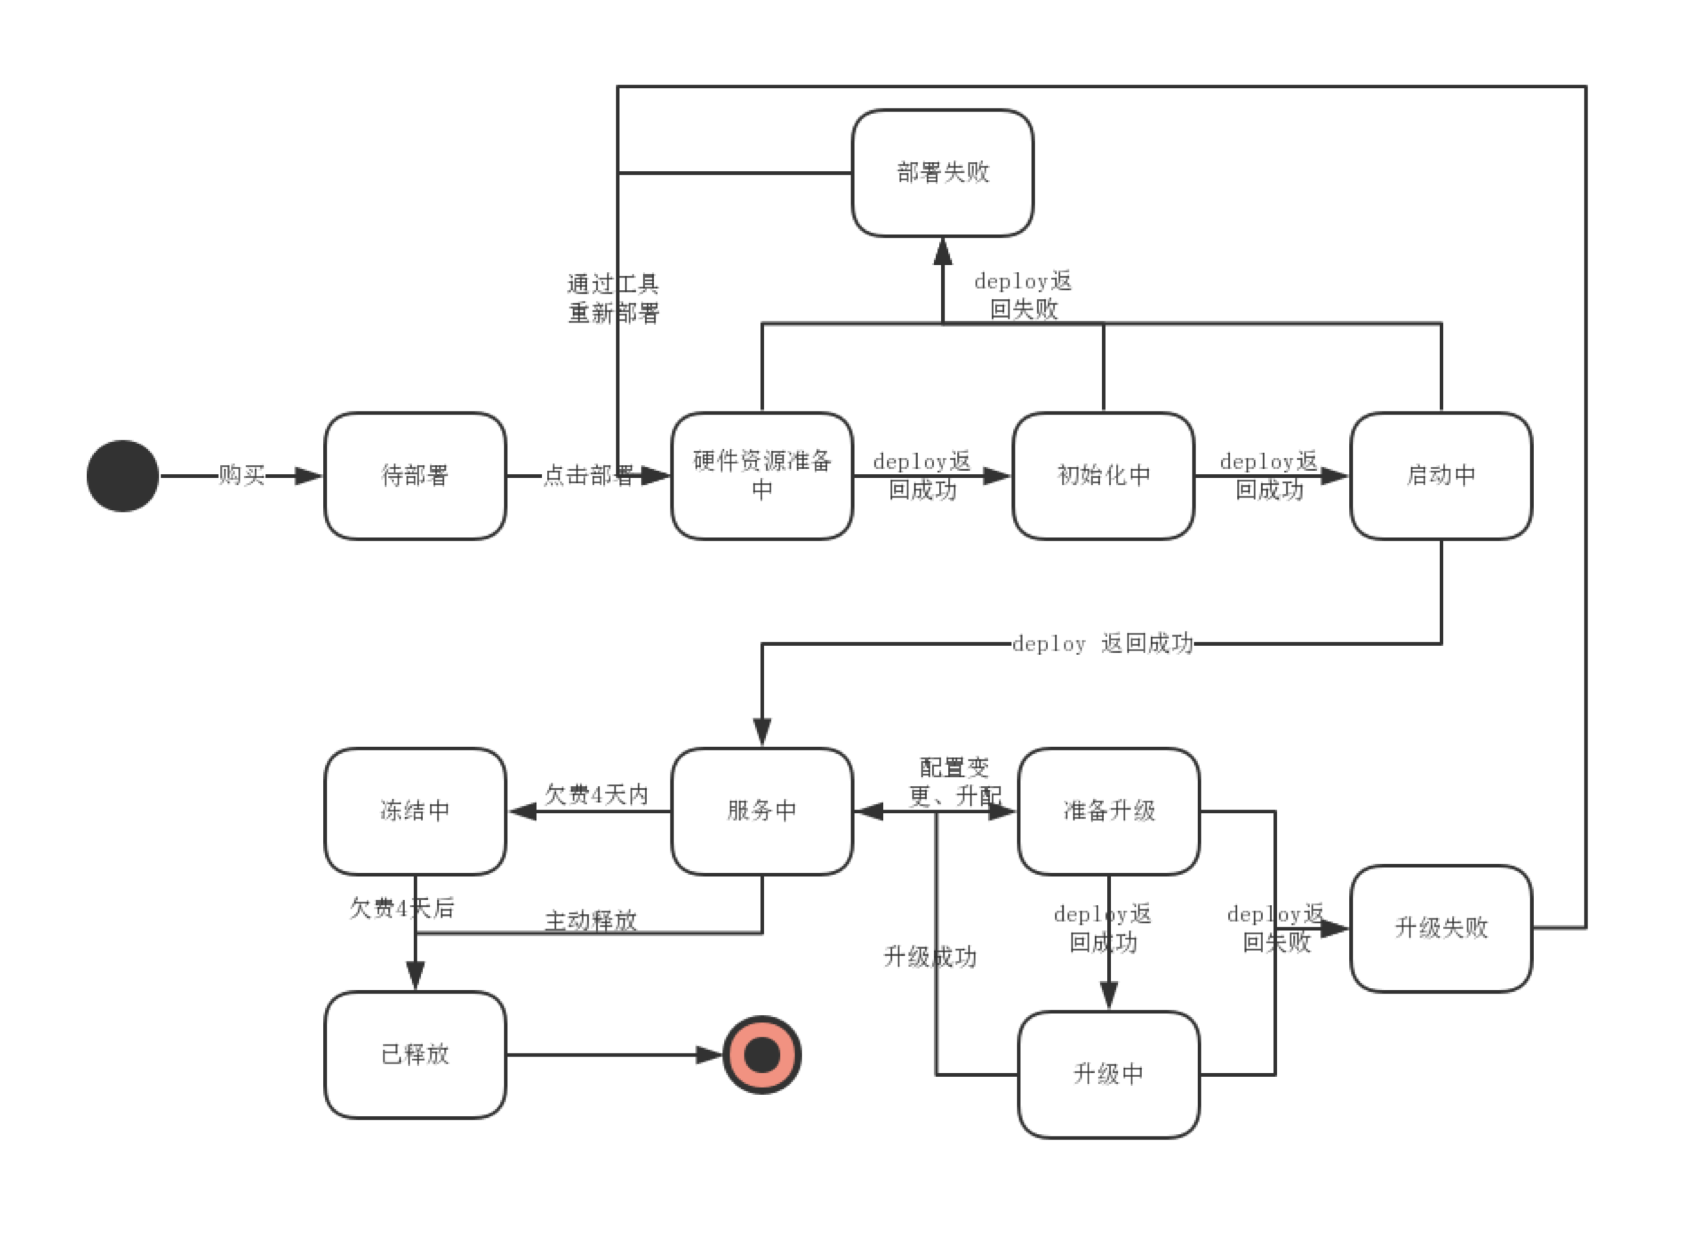 部署失败
通过工具
重新部署
deploy返
回失败
购买
待部署
点击部署
硬件资源准备
中
deploy返
回成功
初始化中
deploy返
回成功
启动中
deploy 返回成功
冻结中
欠费4天内
服务中
配置变
更、升配
准备升级
欠费4天后
主动释放
升级成功
deploy返
回成功
deploy返
回失败
升级失败
已释放
升级中